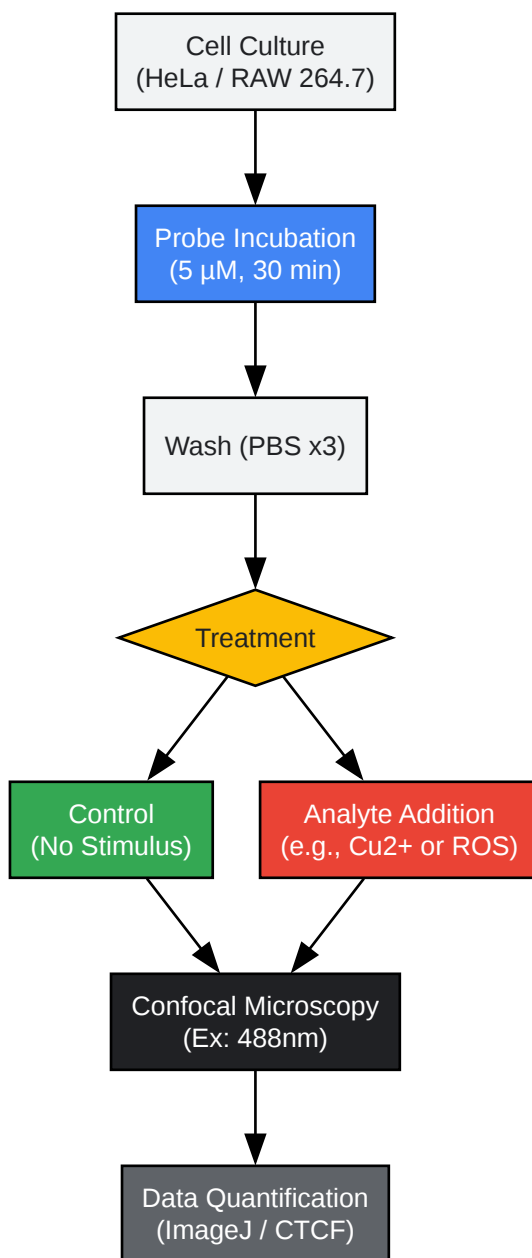 Cell Culture
(HeLa / RAW 264.7)
Probe Incubation
(5 µM, 30 min)
Wash (PBS x3)
Treatment
Control
(No Stimulus)
Analyte Addition
(e.g., Cu2+ or ROS)
Confocal Microscopy
(Ex: 488nm)
Data Quantification
(ImageJ / CTCF)